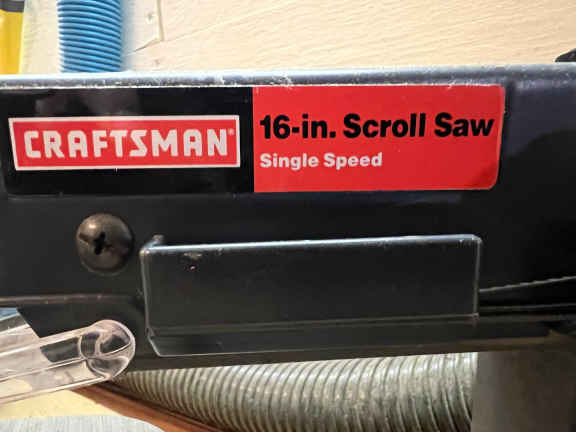 CRAFTSMAN®
16-in. Scroll Saw
Single Speed